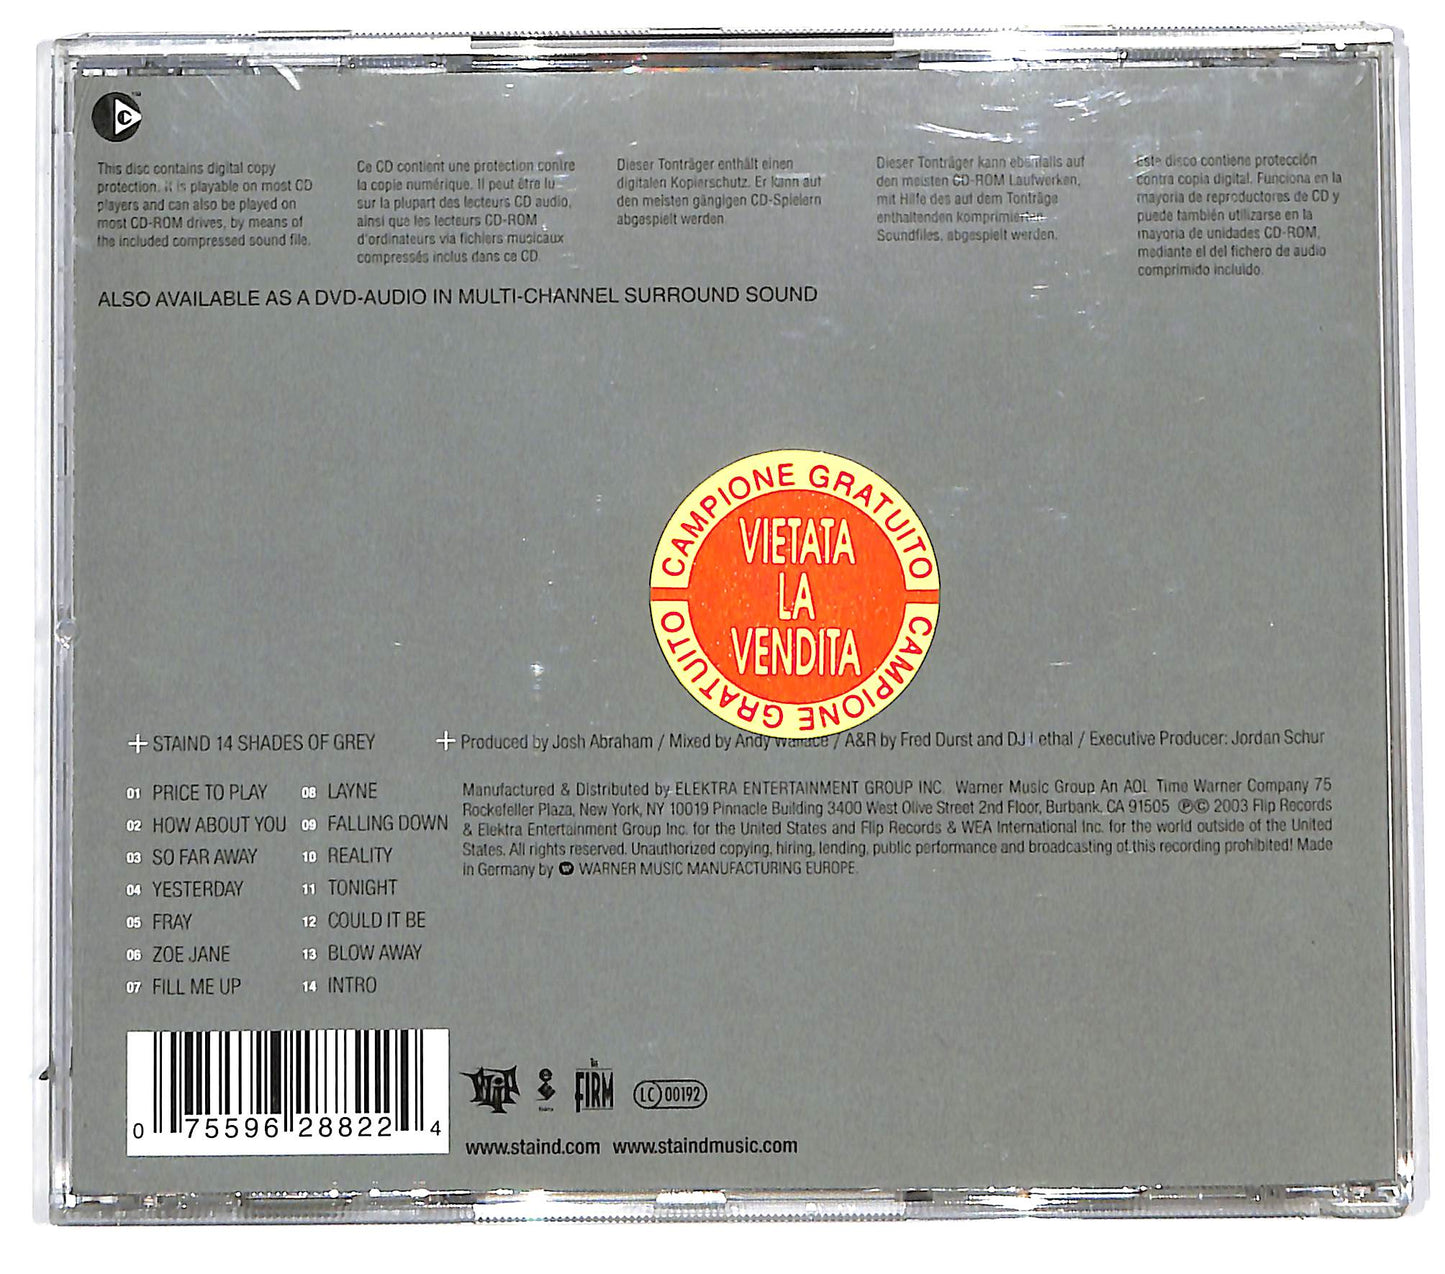 This disc contains digital copy
protection. It is playable on most CD
players and can also be played on
most CD-ROM drives, by means of
the included compressed sound file.
Ce CD contient une protection contre
la copie numérique. Il peut être lu
sur la plupart des lecteurs CD audio,
ainsi que les lecteurs CD-ROM
d'ordinateurs via fichiers musicaux
compressés inclus dans ce CD.
Dieser Tonträger enthält einen
digitalen Kopierschutz. Er kann auf
den meisten gängigen CD-Spielern
abgespielt werden
Dieser Tonträger kann ebenfalls auf
den meisten CD-ROM Laufwerken,
mit Hilfe des auf dem Tonträge
enthaltenden komprimierten
Soundfiles, abgespielt werden.
Este disco contiene protección
contra copia digital. Funciona en la
mayoria de reproductores de CD y
puede también utilizarse en la
mayoria de unidades CD-ROM,
mediante el del fichero de audio
comprimido incluido.
ALSO AVAILABLE AS A DVD-AUDIO IN MULTI-CHANNEL SURROUND SOUND
CAMPIONE GRATUITO
VIETATA
LA
VENDITA
CAMPIONE GRATUITO
STAIND 14 SHADES OF GREY
01 PRICE TO PLAY
02 HOW ABOUT YOU
03 SO FAR AWAY
04 YESTERDAY
05 FRAY
06 ZOE JANE
07 FILL ME UP
08 LAYNE
09 FALLING DOWN
10 REALITY
11 TONIGHT
12 COULD IT BE
13 BLOW AWAY
14 INTRO
Produced by Josh Abraham / Mixed by Andy Wallace / A&R by Fred Durst and DJ Lethal / Executive Producer: Jordan Schur
Manufactured & Distributed by ELEKTRA ENTERTAINMENT GROUP INC. Warner Music Group An AOL Time Warner Company 75
Rockefeller Plaza, New York, NY 10019 Pinnacle Building 3400 West Olive Street 2nd Floor, Burbank, CA 91505 ℗© 2003 Flip Records
& Elektra Entertainment Group Inc. for the United States and Flip Records & WEA International Inc. for the world outside of the United
States. All rights reserved. Unauthorized copying, hiring, lending, public performance and broadcasting of this recording prohibited! Made
in Germany by WARNER MUSIC MANUFACTURING EUROPE.
0 75596 28822 4
FLIP
THE FIRM
LC 00192
www.staind.com www.staindmusic.com